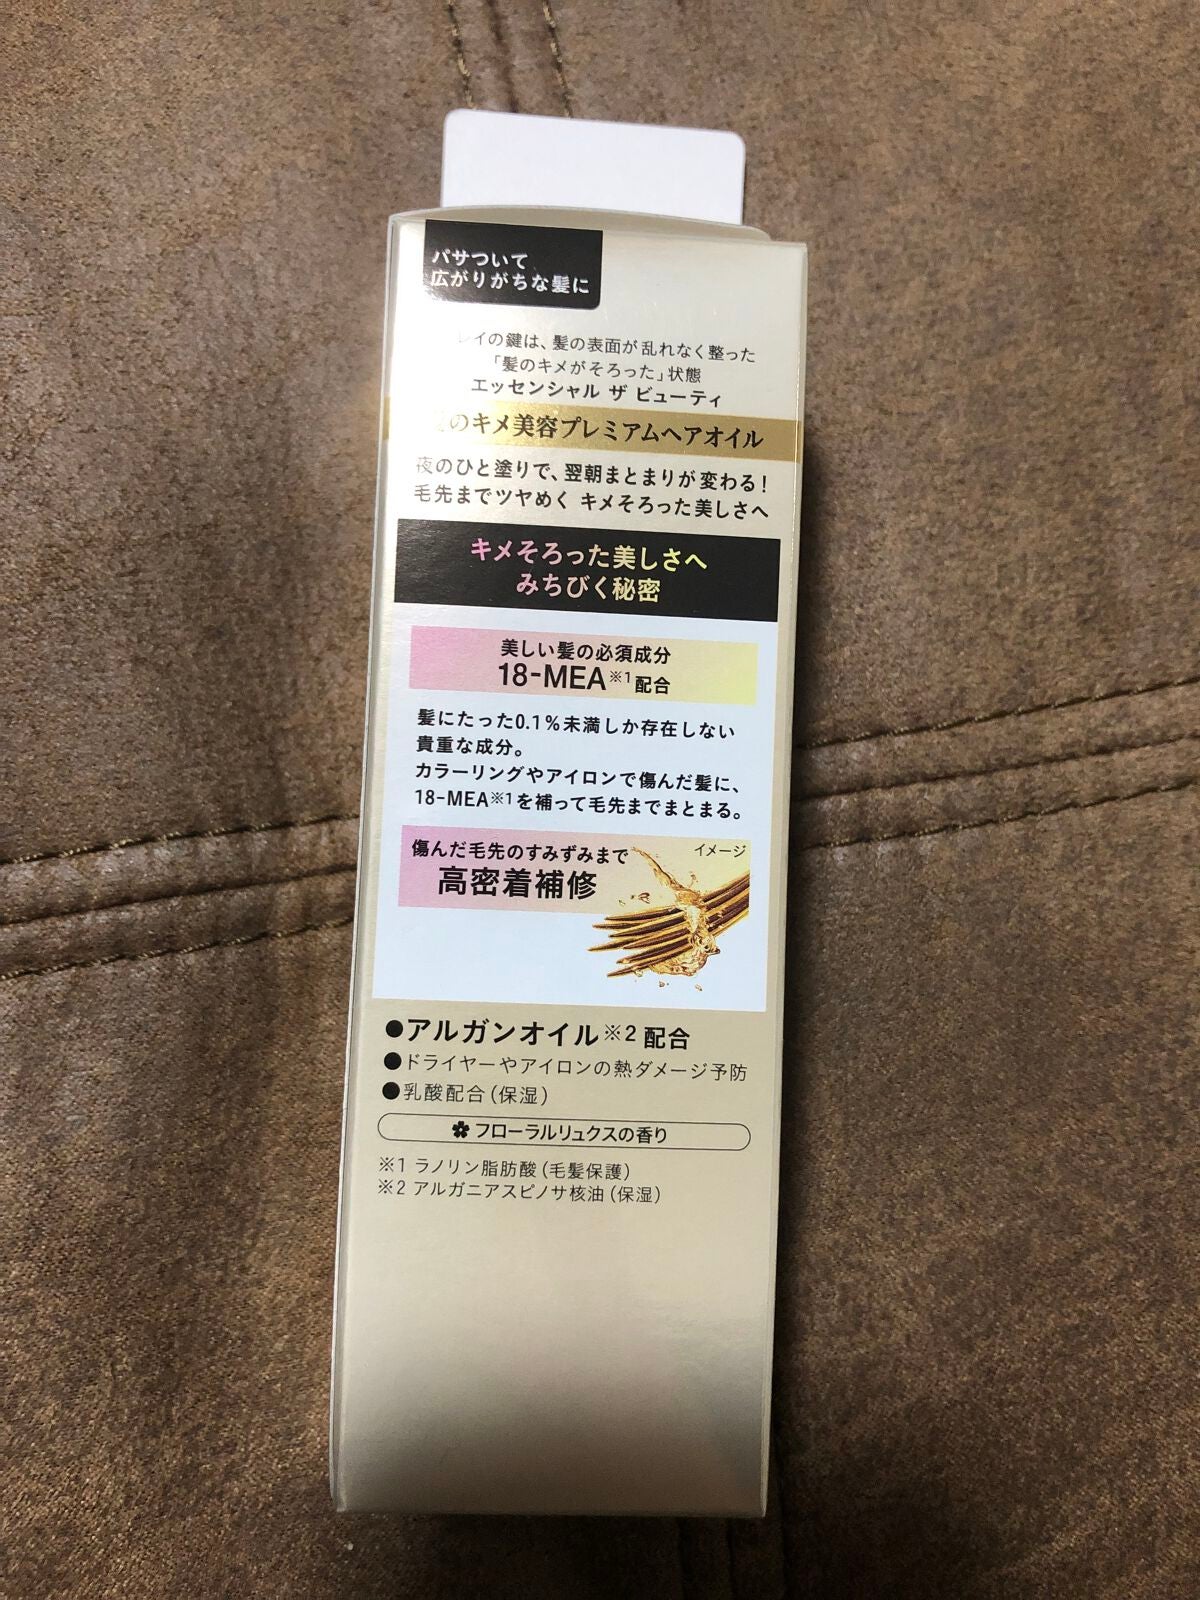 パサついて
広がりがちな髪に
イの鍵は、髪の表面が乱れなく整った
「髪のキメがそろった」状態
エッセンシャル ザ ビューティ
のキメ美容プレミアムヘアオイル
夜のひと塗りで、翌朝まとまりが変わる！
毛先までツヤめく キメそろった美しさへ
キメそろった美しさへ
みちびく秘密
美しい髪の必須成分
18-MEA※1配合
髪にたった0.1％未満しか存在しない
貴重な成分。
カラーリングやアイロンで傷んだ髪に、
18-MEA※1を補って毛先までまとまる。
傷んだ毛先のすみずみまで
イメージ
高密着補修
●アルガンオイル※2 配合
●ドライヤーやアイロンの熱ダメージ予防
●乳酸配合（保湿）
フローラルリュクスの香り
※1 ラノリン脂肪酸（毛髪保護）
※2 アルガニアスピノサ核油（保湿）